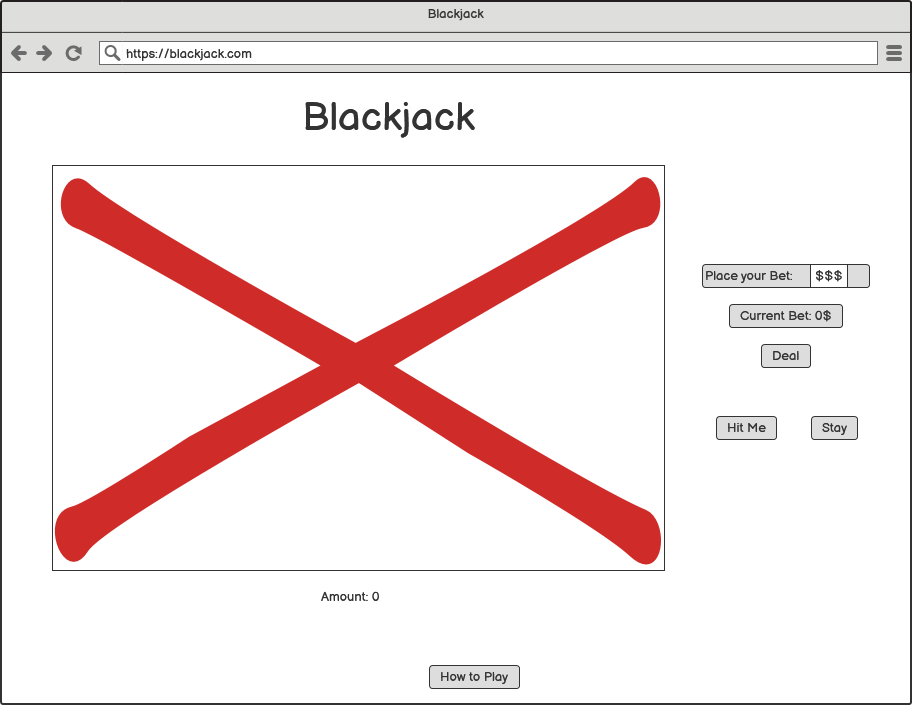 Blackjack
https://blackjack.com
Blackjack
Place your Bet: $$$
Current Bet: 0$
Deal
Hit Me Stay
Amount: 0
How to Play